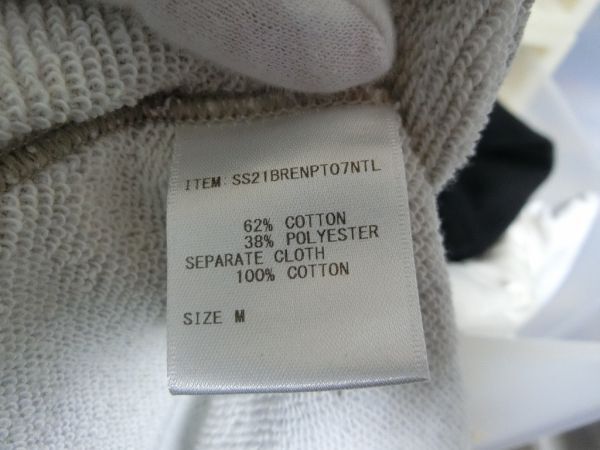 ITEM: SS21BRENPT07NTL
62% COTTON
38% POLYESTER
SEPARATE CLOTH
100% COTTON
SIZE M